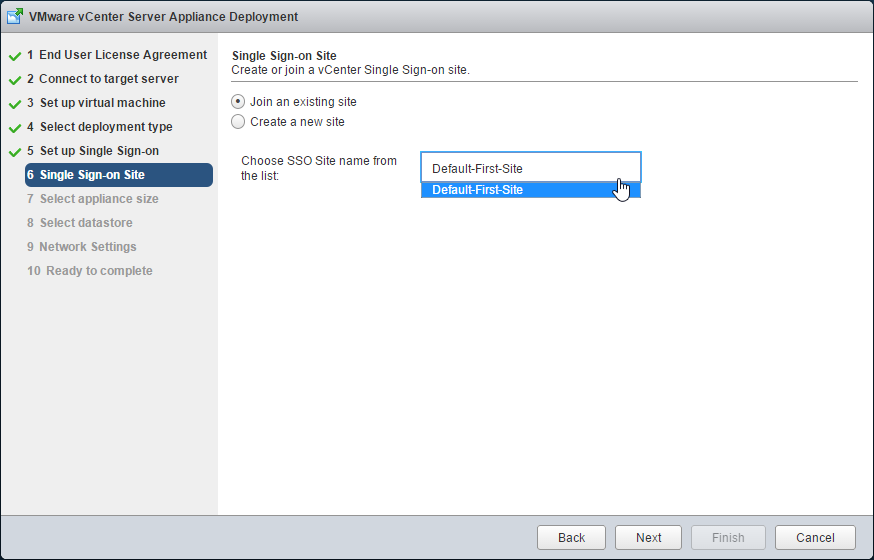 VMware vCenter Server Appliance Deployment
1 End User License Agreement
2 Connect to target server
3 Set up virtual machine
4 Select deployment type
5 Set up Single Sign-on
6 Single Sign-on Site
7 Select appliance size
8 Select datastore
9 Network Settings
10 Ready to complete
Single Sign-on Site
Create or join a vCenter Single Sign-on site.
Join an existing site
Create a new site
Choose SSO Site name from
the list:
Default-First-Site
Default-First-Site
Back
Next
Finish
Cancel